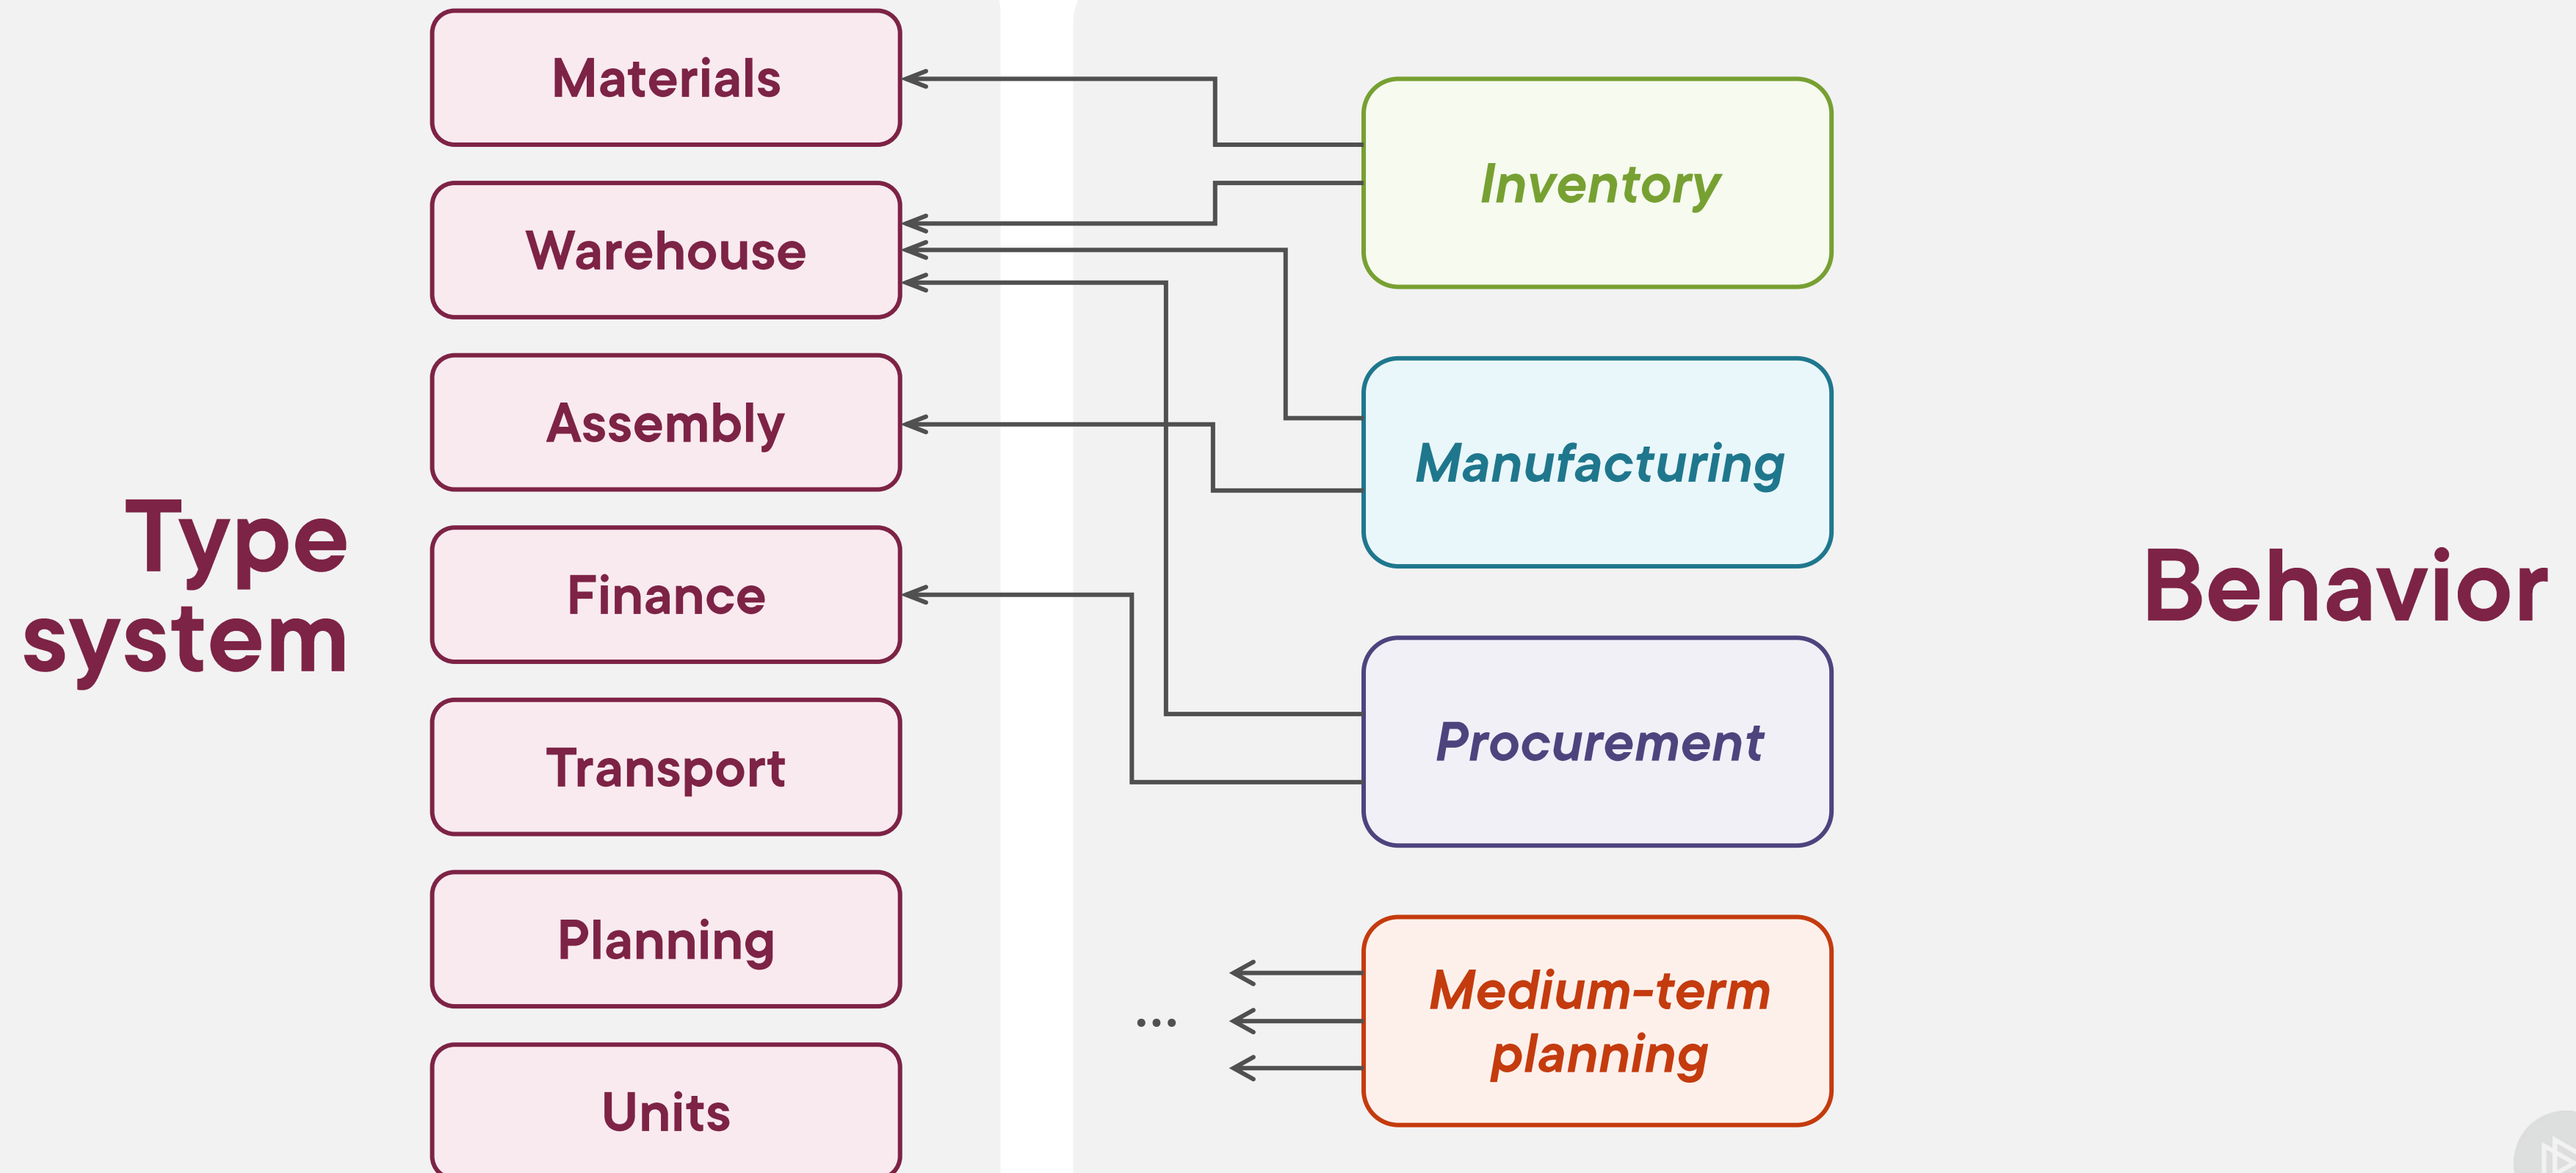 Type
system
Materials
Warehouse
Assembly
Finance
Transport
Planning
Units
Inventory
Manufacturing
Procurement
...
Medium-term
planning
Behavior